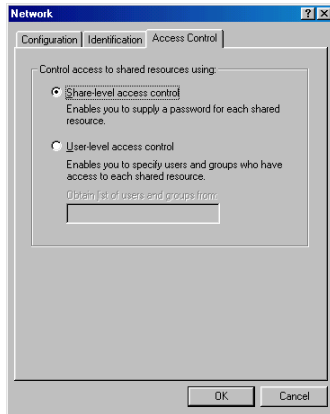 Network
Configuration Identification Access Control
Control access to shared resources using:
Share-level access control
Enables you to supply a password for each shared
resource.
User-level access control
Enables you to specify users and groups who have
access to each shared resource.
Obtain list of users and groups from:
OK Cancel